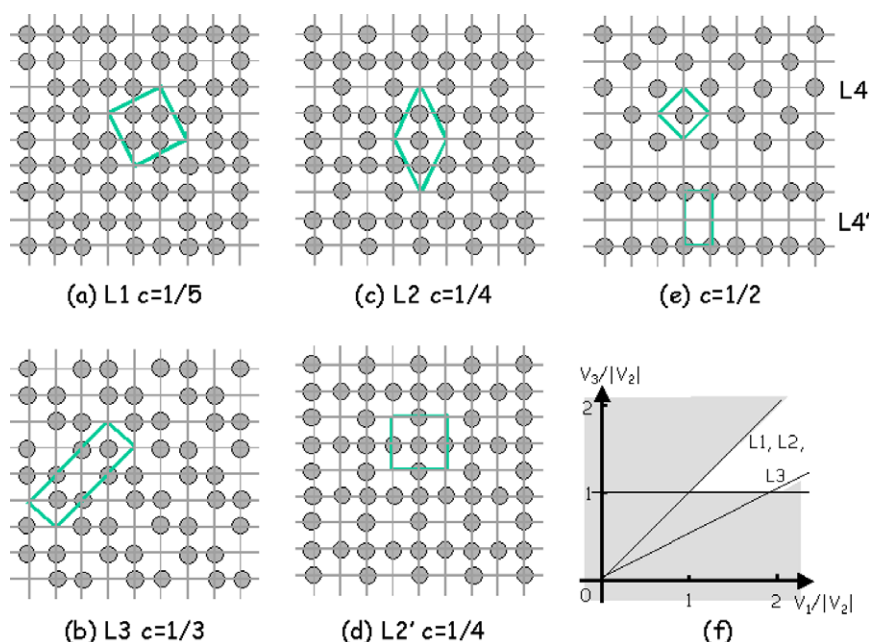 L4
L4'
(a) L1 c=1/5
(c) L2 c=1/4
(e) c=1/2
V3/|V2|
2
L1, L2,
L3
1
0
1
2
V1/|V2|
(b) L3 c=1/3
(d) L2' c=1/4
(f)